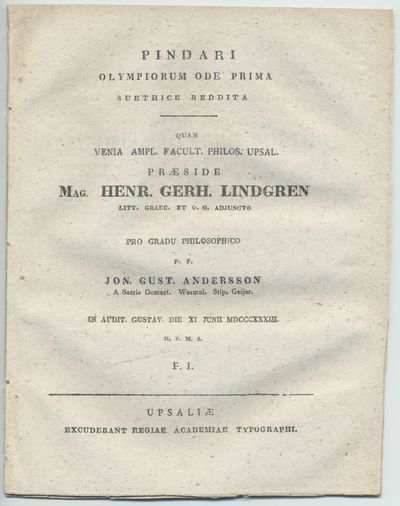 PINDARI
OLYMPIORUM ODE PRIMA
SUETHICE REDDITA
QUAM
VENIA AMPL. FACULT. PHILOS. UPSAL.
PRÆSIDE
MAG. HENR. GERH. LINDGREN
LITT. GRAEC. ET O. O. ADJUNCTO
PRO GRADU PHILOSOPHICO
P. P.
JON. GUST. ANDERSSON
A Sacris Domest. Wermel. Stip. Geijer.
IN AUDIT. GUSTAV. DIE XI JUNII MDCCCXXXIII.
H. P. M. S.
P. I.
UPSALIÆ
EXCUDEBANT REGIAE ACADEMIAE TYPOGRAPHI.